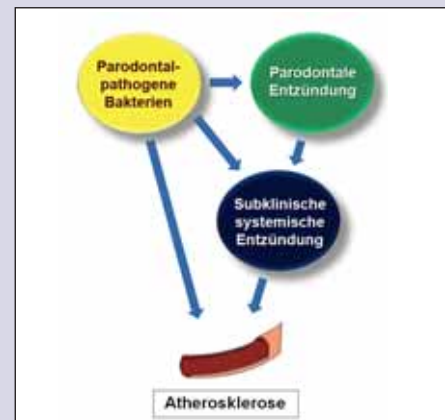 Parodontal-
pathogene
Bakterien
Parodontale
Entzündung
Subklinische
systemische
Entzündung
Atherosklerose